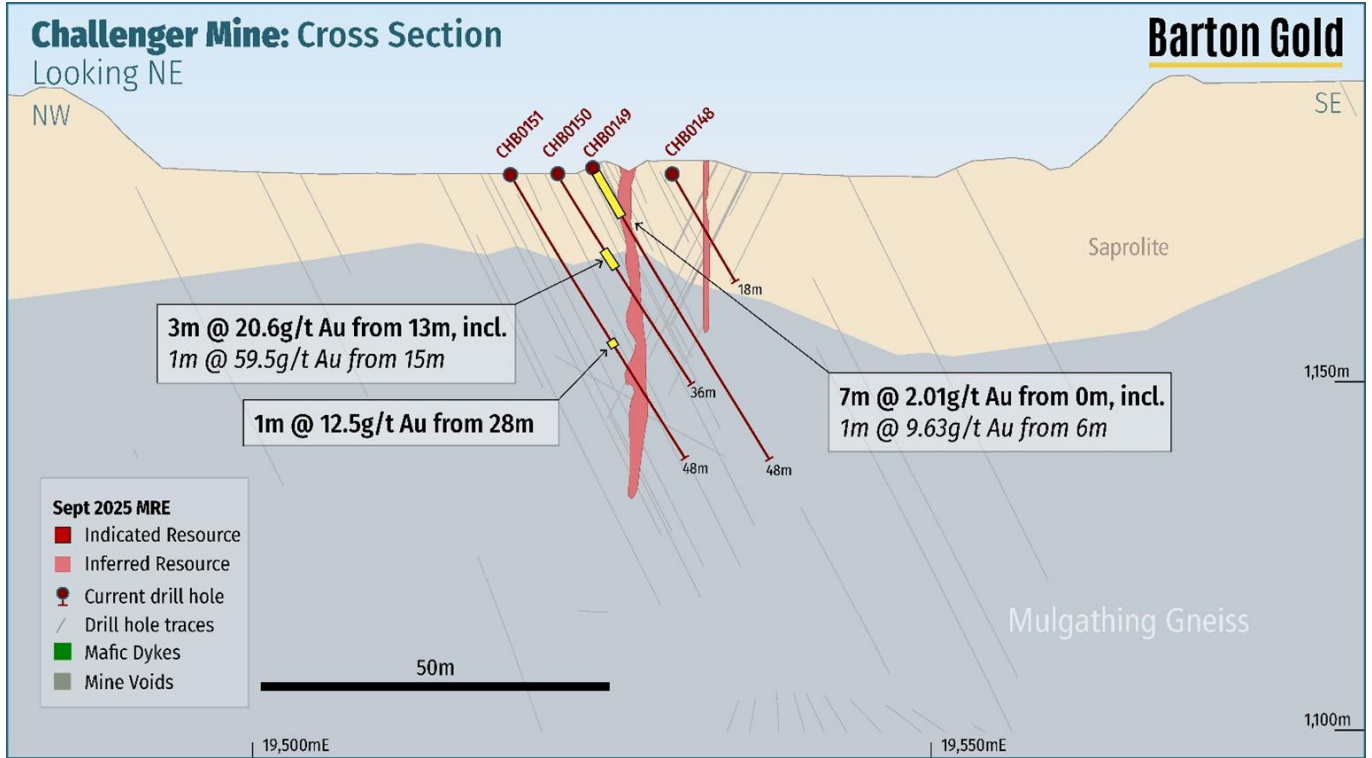 Challenger Mine: Cross Section
Looking NE
NW
Barton Gold
SE
CHB0151
CHB0150
CHB0149
CHB0148
Saprolite
18m
3m @ 20.6g/t Au from 13m, incl.
1m @ 59.5g/t Au from 15m
1,150m
7m @ 2.01g/t Au from 0m, incl.
1m @ 9.63g/t Au from 6m
36m
1m @ 12.5g/t Au from 28m
48m
48m
Sept 2025 MRE
Indicated Resource
Inferred Resource
Current drill hole
Drill hole traces
Mafic Dykes
Mine Voids
Mulgathing Gneiss
50m
1,100m
19,500mE
19,550mE